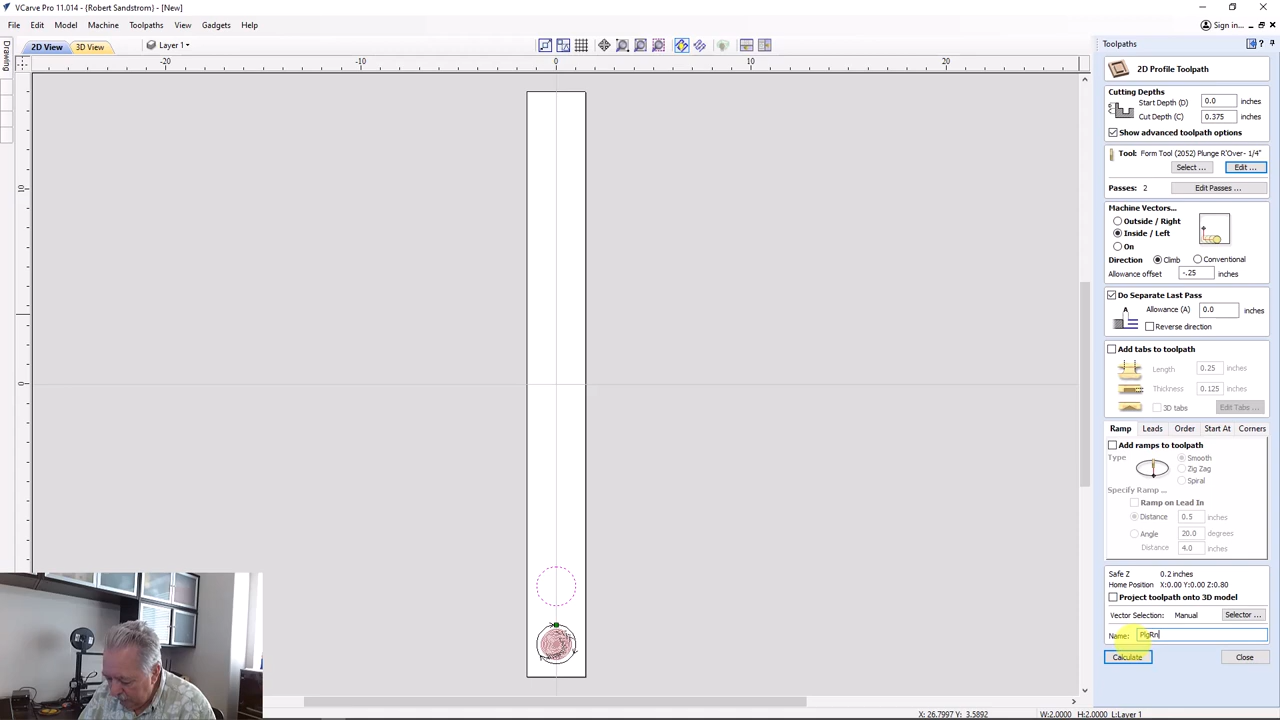 VCarve Pro 11.014 - {Robert Sandstrom} - [New]
File Edit Model Machine Toolpaths View Gadgets Help
Sign in...
Drawing
2D View 3D View Layer 1
Toolpaths
-20 -10 0 10 20
10
0
2D Profile Toolpath
Cutting Depths
Start Depth (D) 0.0 inches
Cut Depth (C) 0.375 inches
Show advanced toolpath options
Tool: Form Tool (2052) Plunge R'Over- 1/4"
Select ... Edit ...
Passes: 2 Edit Passes ...
Machine Vectors...
Outside / Right
Inside / Left
On
Direction Climb Conventional
Allowance offset -.25 inches
Do Separate Last Pass
A Allowance (A) 0.0 inches
Reverse direction
Add tabs to toolpath
Length 0.25 inches
Thickness 0.125 inches
3D tabs Edit Tabs ...
Ramp Leads Order Start At Corners
Add ramps to toolpath
Type Smooth
Zig Zag
Spiral
Specify Ramp ...
Ramp on Lead In
Distance 0.5 inches
Angle 20.0 degrees
Distance 4.0 inches
Safe Z 0.2 inches
Home Position X:0.00 Y:0.00 Z:0.80
Project toolpath onto 3D model
Vector Selection: Manual Selector ...
Name: PlgRn
Calculate Close
X: 26.7997 Y: 3.5892 W:2.0000 H:2.0000 L:Layer 1